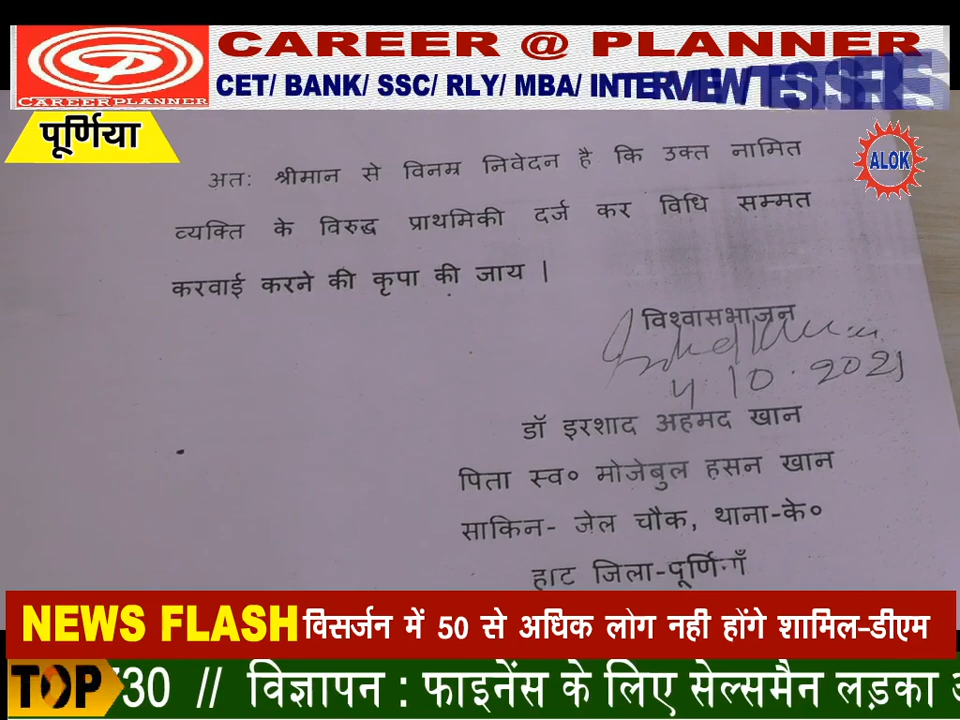 CAREER @ PLANNER
CET/ BANK/ SSC/ RLY/ MBA/ INTERVIEW/
CAREER PLANNER
पूर्णिया
ALOK
अतः श्रीमान से विनम्र निवेदन है कि उक्त नामित
व्यक्ति के विरुद्ध प्राथमिकी दर्ज कर विधि सम्मत
करवाई करने की कृपा की जाय |
विश्वासभाजन
4 10.2021
डॉ इरशाद अहमद खान
पिता स्व० मोजेबुल हसन खान
साकिन- जेल चौक, थाना-के०
हाट जिला-पूर्णियाँ
NEWS FLASH विसर्जन में 50 से अधिक लोग नही होंगे शामिल-डीएम
TOP 730 // विज्ञापन : फाइनेंस के लिए सेल्समैन लड़का